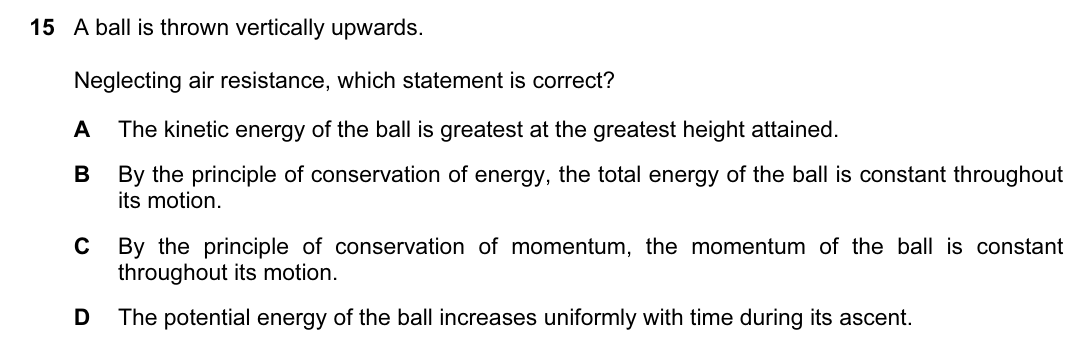 15 A ball is thrown vertically upwards.
Neglecting air resistance, which statement is correct?
A The kinetic energy of the ball is greatest at the greatest height attained.
B By the principle of conservation of energy, the total energy of the ball is constant throughout
its motion.
C By the principle of conservation of momentum, the momentum of the ball is constant
throughout its motion.
D The potential energy of the ball increases uniformly with time during its ascent.